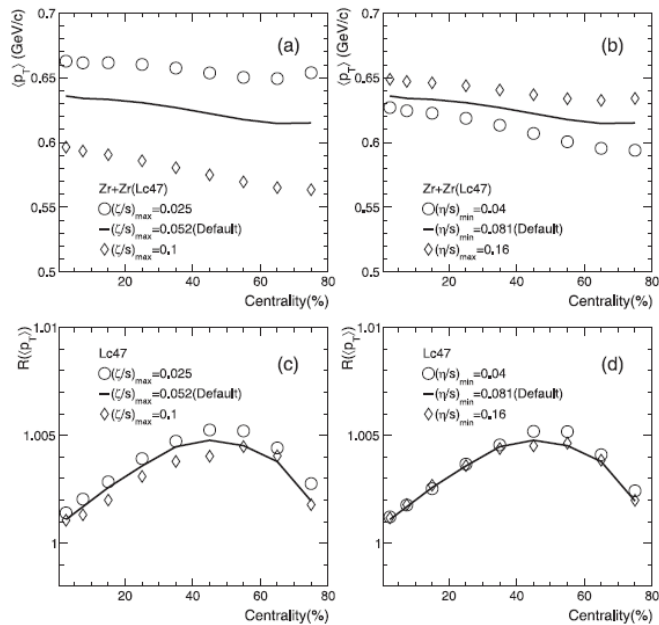 0.7
0.65
0.6
0.55
0.5
⟨p_T⟩ (GeV/c)
(a)
Zr+Zr(Lc47)
(ζ/s)_max=0.025
(ζ/s)_max=0.052(Default)
(ζ/s)_max=0.1
20 40 60 80
Centrality(%)
0.7
0.65
0.6
0.55
0.5
⟨p_T⟩ (GeV/c)
(b)
Zr+Zr(Lc47)
(η/s)_min=0.04
(η/s)_min=0.081(Default)
(η/s)_min=0.16
20 40 60 80
Centrality(%)
1.01
1.005
1
R(⟨p_T⟩)
(c)
Lc47
(ζ/s)_max=0.025
(ζ/s)_max=0.052(Default)
(ζ/s)_max=0.1
20 40 60 80
Centrality(%)
1.01
1.005
1
R(⟨p_T⟩)
(d)
Lc47
(η/s)_min=0.04
(η/s)_min=0.081(Default)
(η/s)_min=0.16
20 40 60 80
Centrality(%)